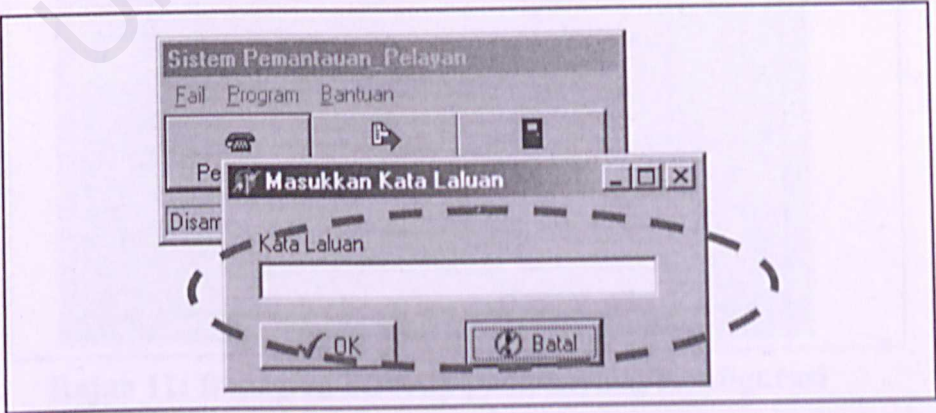 Sistem Pemantauan_Pelayan
Fail Program Bantuan
Pe
Masukkan Kata Laluan
Disam
Kata Laluan
OK Batal